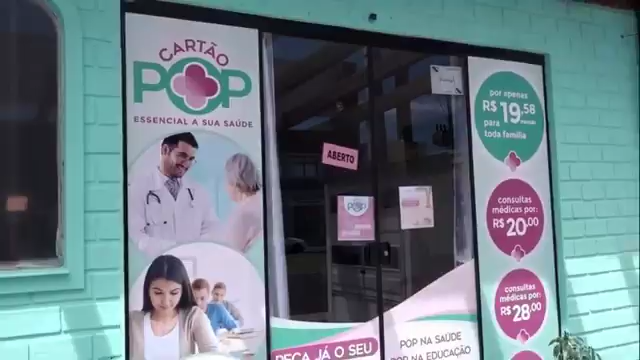 CARTÃO
POP
ESSENCIAL A SUA SAÚDE
ABERTO
POP
PEÇA JÁ O SEU
POP NA SAÚDE
POP NA EDUCAÇÃO
por apenas
R$ 19,58
para
toda família
consultas
médicas por:
R$ 20,00
consultas
médicas por:
R$ 28,00